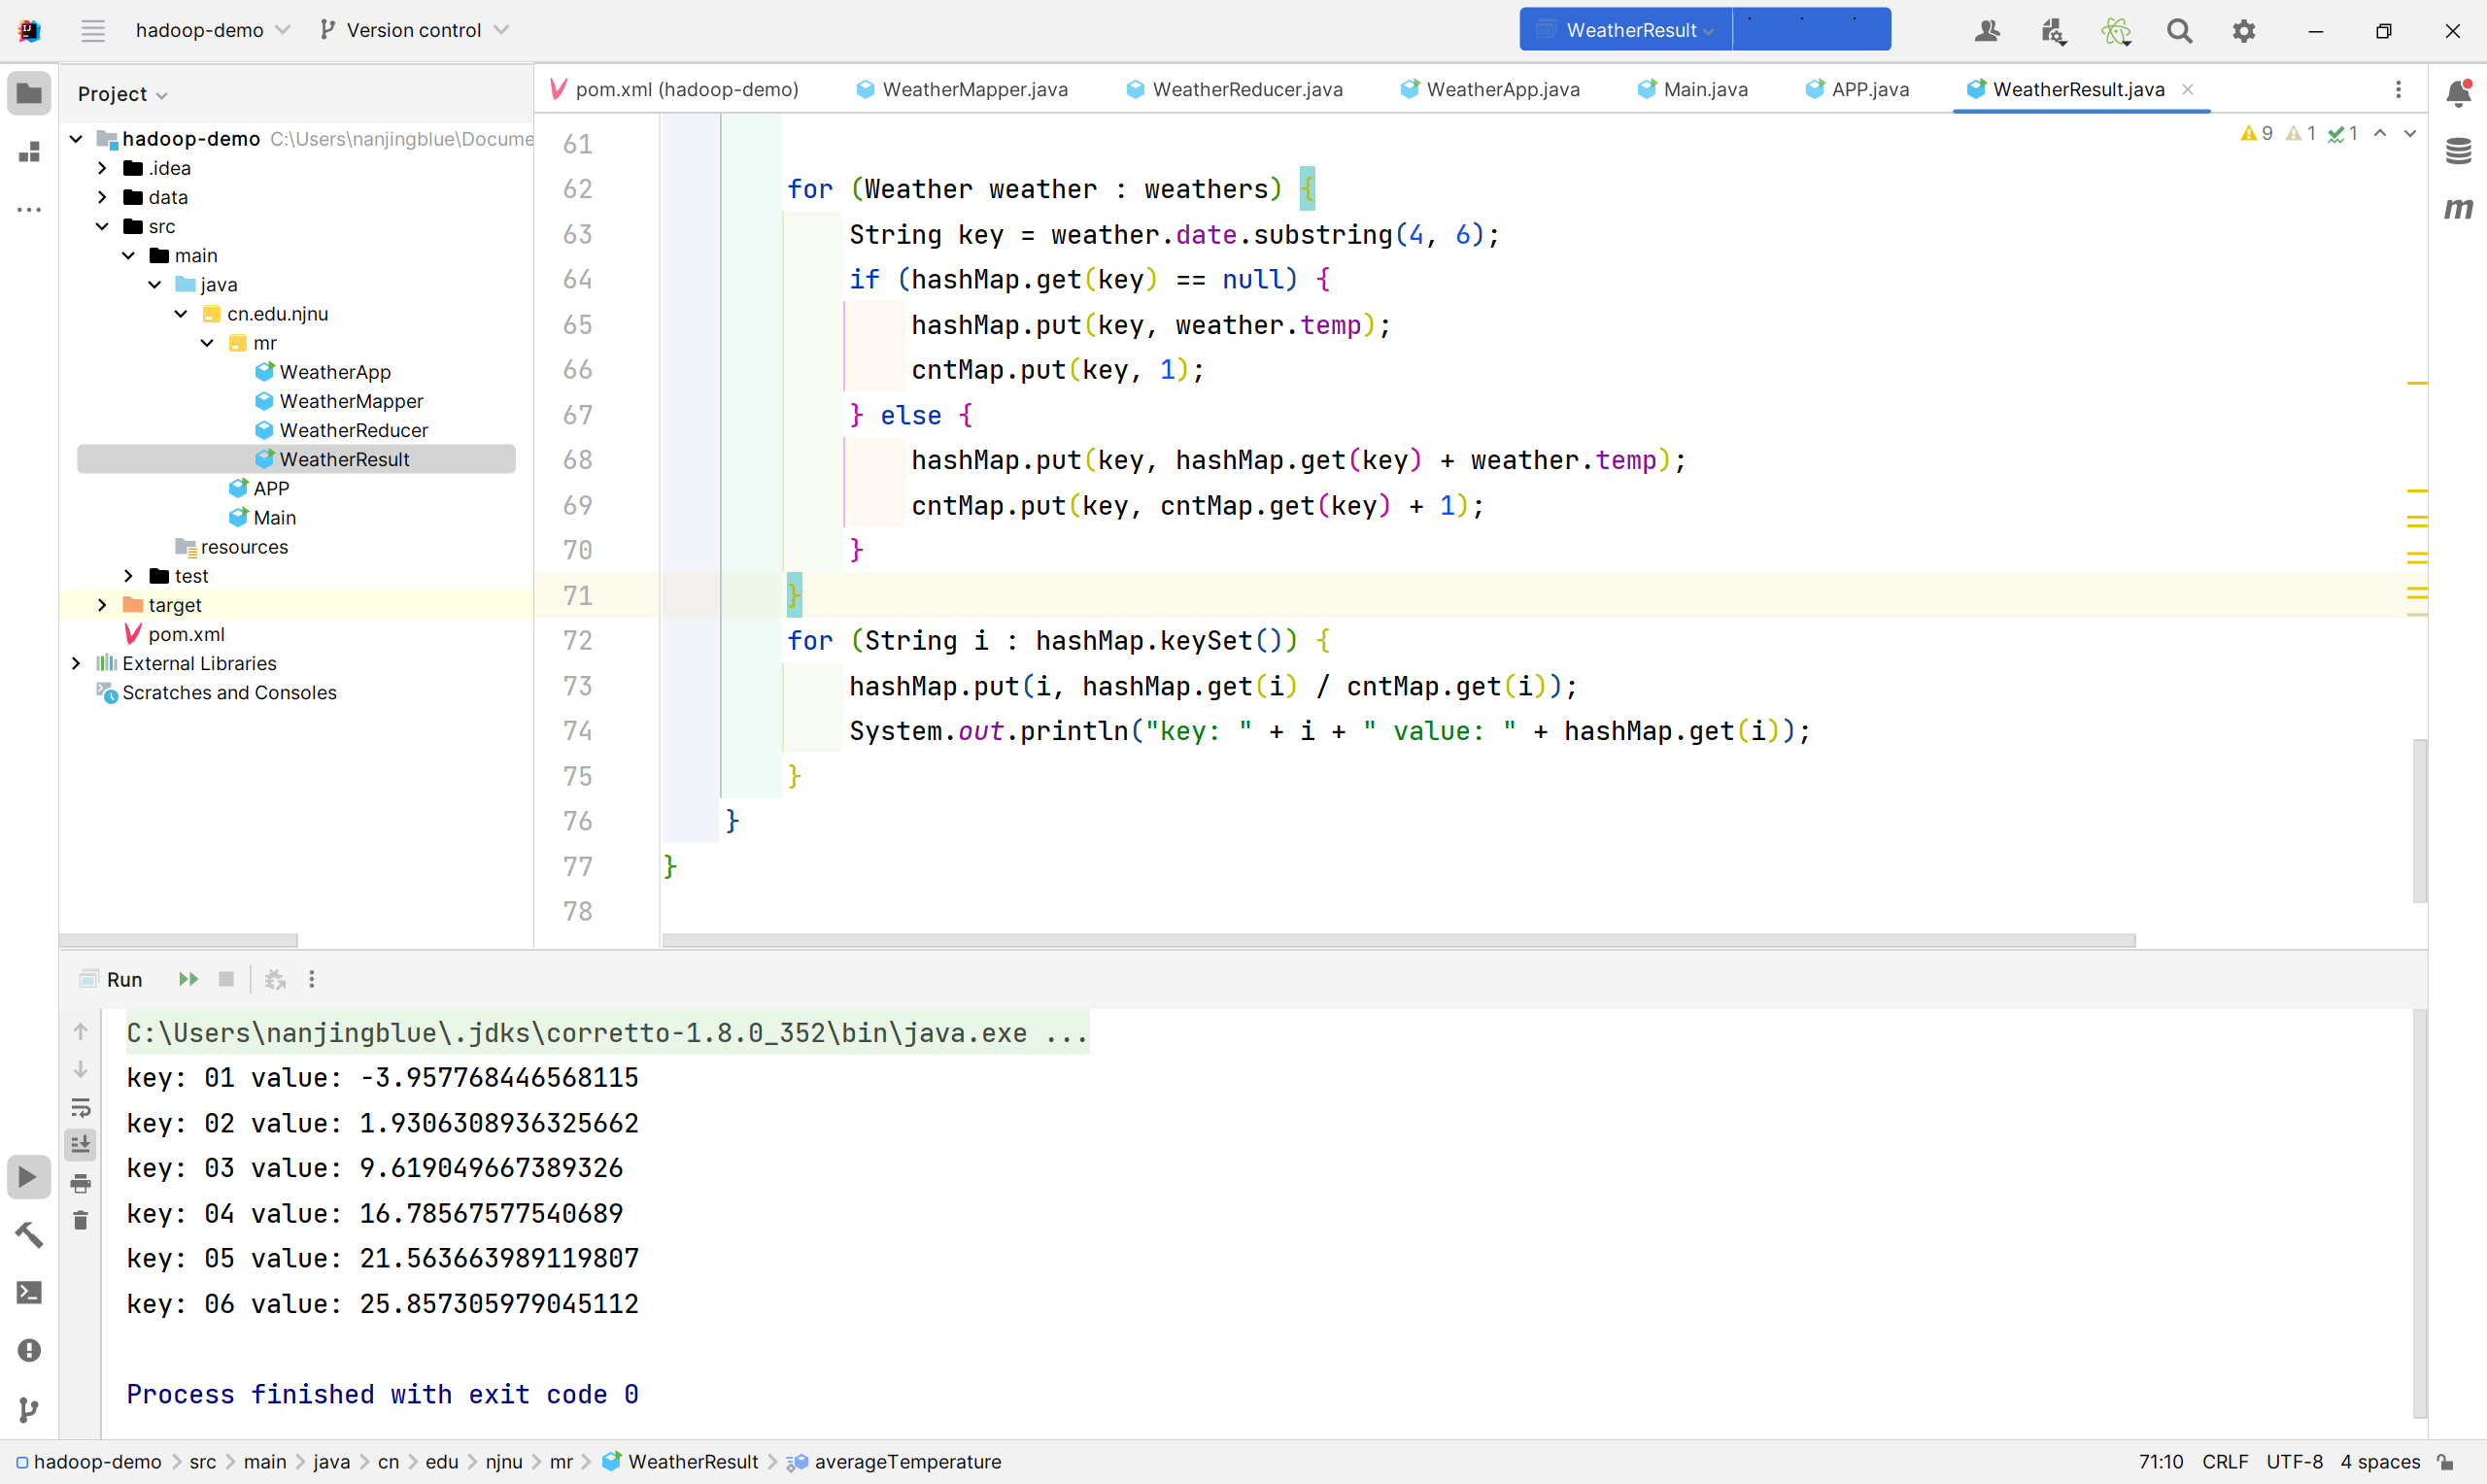 hadoop-demo
Version control
WeatherResult
Project
pom.xml (hadoop-demo)
WeatherMapper.java
WeatherReducer.java
WeatherApp.java
Main.java
APP.java
WeatherResult.java
hadoop-demo C:\Users\nanjingblue\Docume
.idea
data
src
main
java
cn.edu.njnu
mr
WeatherApp
WeatherMapper
WeatherReducer
WeatherResult
APP
Main
resources
test
target
pom.xml
External Libraries
Scratches and Consoles
9 1 1
m
61
62 for (Weather weather : weathers) {
63 String key = weather.date.substring(4, 6);
64 if (hashMap.get(key) == null) {
65 hashMap.put(key, weather.temp);
66 cntMap.put(key, 1);
67 } else {
68 hashMap.put(key, hashMap.get(key) + weather.temp);
69 cntMap.put(key, cntMap.get(key) + 1);
70 }
71 }
72 for (String i : hashMap.keySet()) {
73 hashMap.put(i, hashMap.get(i) / cntMap.get(i));
74 System.out.println("key: " + i + " value: " + hashMap.get(i));
75 }
76 }
77 }
78
Run
C:\Users\nanjingblue\.jdks\corretto-1.8.0_352\bin\java.exe ...
key: 01 value: -3.957768446568115
key: 02 value: 1.9306308936325662
key: 03 value: 9.619049667389326
key: 04 value: 16.78567577540689
key: 05 value: 21.563663989119807
key: 06 value: 25.857305979045112
Process finished with exit code 0
hadoop-demo > src > main > java > cn > edu > njnu > mr > WeatherResult > averageTemperature
71:10 CRLF UTF-8 4 spaces